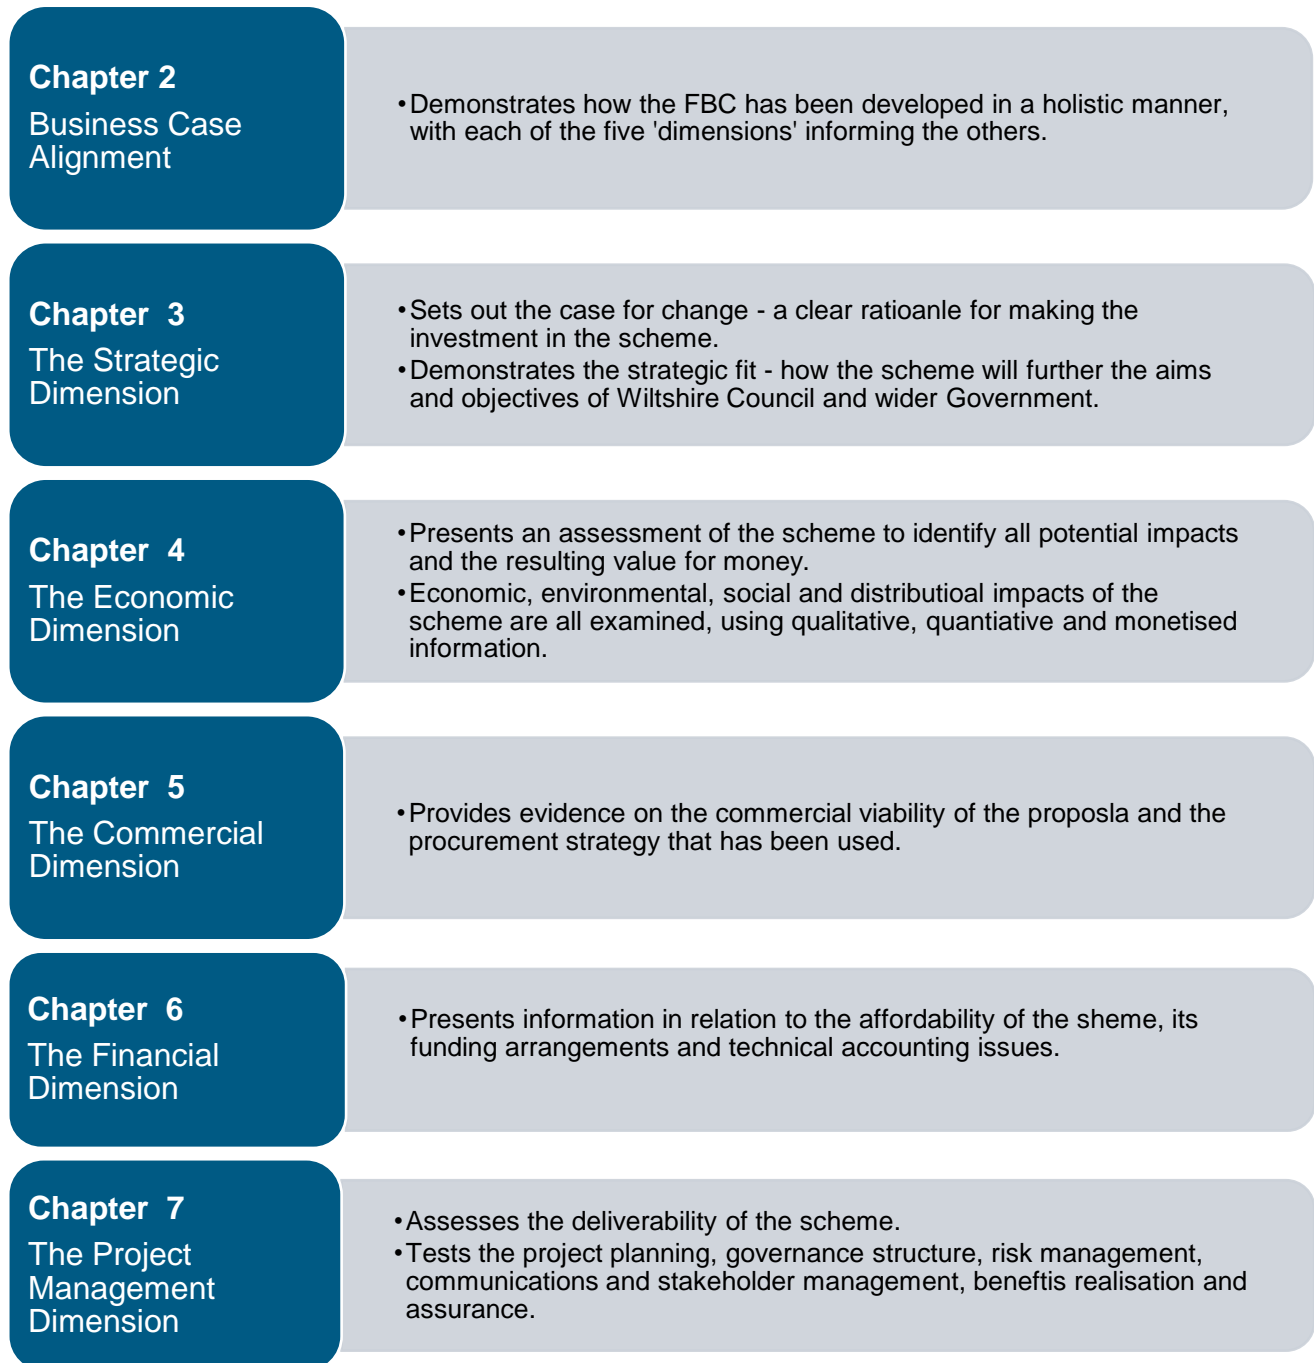 Chapter 2
Business Case
Alignment
•Demonstrates how the FBC has been developed in a holistic manner,
with each of the five 'dimensions' informing the others.
Chapter  3
The Strategic
Dimension
•Sets out the case for change - a clear ratioanle for making the
investment in the scheme.
•Demonstrates the strategic fit - how the scheme will further the aims
and objectives of Wiltshire Council and wider Government.
Chapter  4
The Economic
Dimension
•Presents an assessment of the scheme to identify all potential impacts
and the resulting value for money.
•Economic, environmental, social and distributioal impacts of the
scheme are all examined, using qualitative, quantiative and monetised
information.
Chapter  5
The Commercial
Dimension
•Provides evidence on the commercial viability of the proposla and the
procurement strategy that has been used.
Chapter  6
The Financial
Dimension
•Presents information in relation to the affordability of the sheme, its
funding arrangements and technical accounting issues.
Chapter  7
The Project
Management
Dimension
•Assesses the deliverability of the scheme.
•Tests the project planning, governance structure, risk management,
communications and stakeholder management, beneftis realisation and
assurance.